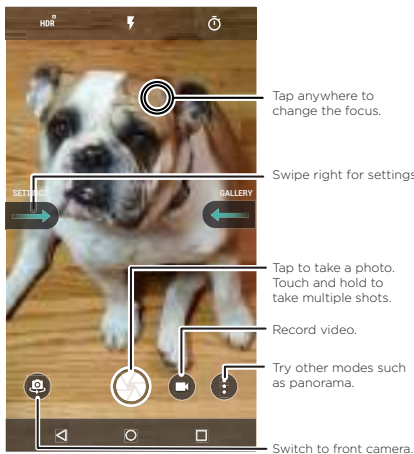 HDR
Tap anywhere to
change the focus.
SETTINGS
GALLERY
Swipe right for settings
Tap to take a photo.
Touch and hold to
take multiple shots.
Record video.
Try other modes such
as panorama.
Switch to front camera.